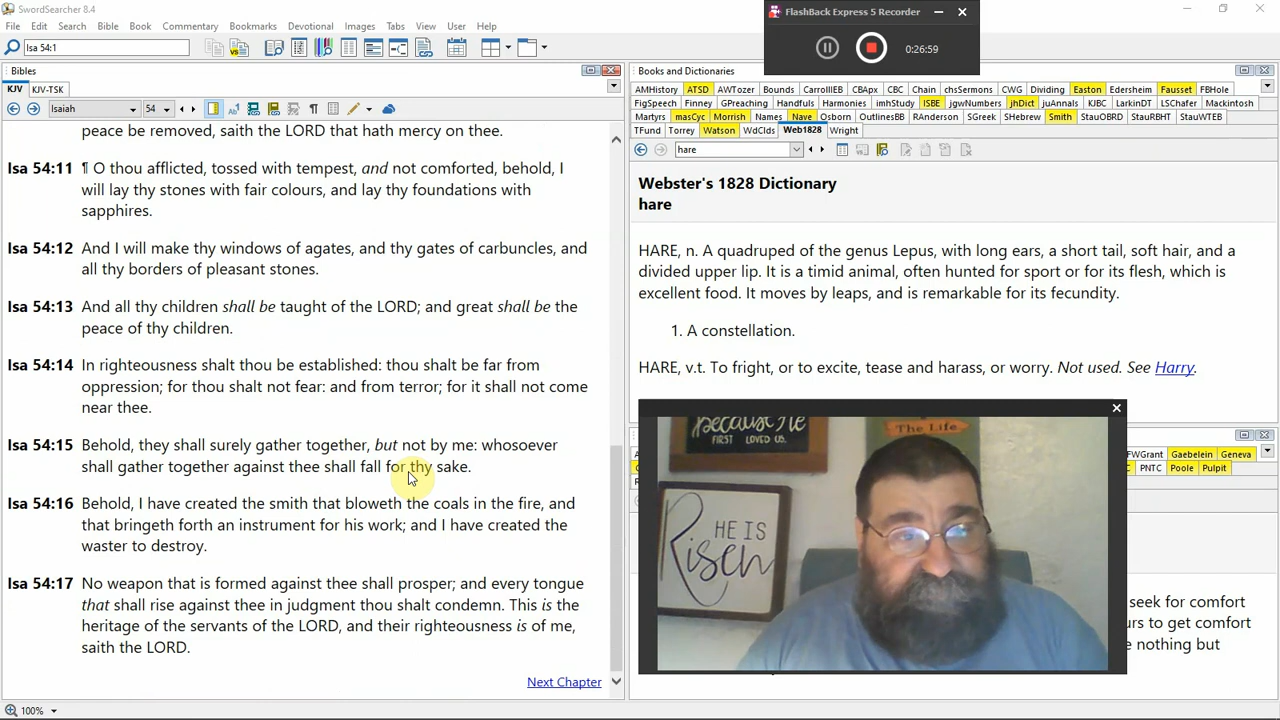 SwordSearcher 8.4
File Edit Search Bible Book Commentary Bookmarks Devotional Images Tabs View User Help
Isa 54:1
FlashBack Express 5 Recorder
0:26:59
Bibles
KJV KJV-TSK
Isaiah 54
peace be removed, saith the LORD that hath mercy on thee.
Isa 54:11 ¶ O thou afflicted, tossed with tempest, and not comforted, behold, I
will lay thy stones with fair colours, and lay thy foundations with
sapphires.
Isa 54:12 And I will make thy windows of agates, and thy gates of carbuncles, and
all thy borders of pleasant stones.
Isa 54:13 And all thy children shall be taught of the LORD; and great shall be the
peace of thy children.
Isa 54:14 In righteousness shalt thou be established: thou shalt be far from
oppression; for thou shalt not fear: and from terror; for it shall not come
near thee.
Isa 54:15 Behold, they shall surely gather together, but not by me: whosoever
shall gather together against thee shall fall for thy sake.
Isa 54:16 Behold, I have created the smith that bloweth the coals in the fire, and
that bringeth forth an instrument for his work; and I have created the
waster to destroy.
Isa 54:17 No weapon that is formed against thee shall prosper; and every tongue
that shall rise against thee in judgment thou shalt condemn. This is the
heritage of the servants of the LORD, and their righteousness is of me,
saith the LORD.
Next Chapter
100%
Books and Dictionaries
AMHistory ATSD AWTozer Bounds CarrollEB CBApx CBC Chain chsSermons CWG Dividing Easton Edersheim Fausset FBHole
FigSpeech Finney GPreaching Handfuls Harmonies imhStudy ISBE jgwNumbers jhDict juAnnals KJBC LarkinDT LSChafer Mackintosh
Martyrs masCyc Morrish Names Nave Osborn OutlinesBB RAnderson SGreek SHebrew Smith StauOBRD StauRBHT StauWTEB
TFund Torrey Watson WdClds Web1828 Wright
hare
Webster's 1828 Dictionary
hare
HARE, n. A quadruped of the genus Lepus, with long ears, a short tail, soft hair, and a
divided upper lip. It is a timid animal, often hunted for sport or for its flesh, which is
excellent food. It moves by leaps, and is remarkable for its fecundity.
1. A constellation.
HARE, v.t. To fright, or to excite, tease and harass, or worry. Not used. See Harry.
Because He
FIRST LOVED US.
The Life.
HE IS
Risen
FWGrant Gaebelein Geneva
PNTC Poole Pulpit
seek for comfort
urs to get comfort
e nothing but